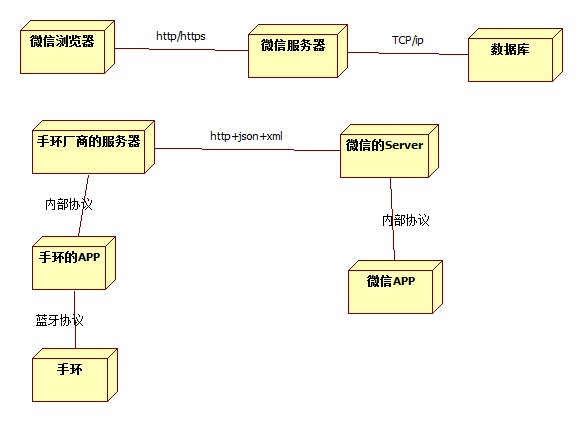 微信浏览器
http/https
微信服务器
TCP/ip
数据库
手环厂商的服务器
http+json+xml
微信的Server
内部协议
内部协议
手环的APP
微信APP
蓝牙协议
手环